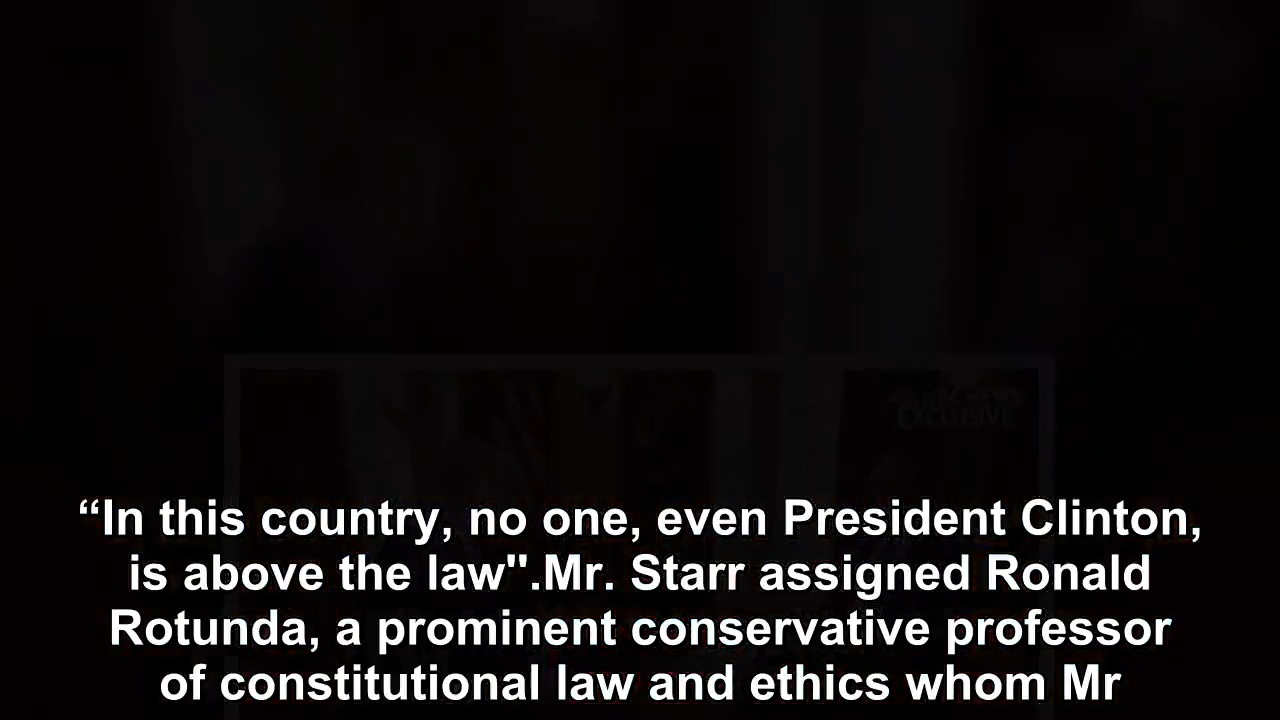 “In this country, no one, even President Clinton,
is above the law".Mr. Starr assigned Ronald
Rotunda, a prominent conservative professor
of constitutional law and ethics whom Mr
EXCLUSIVE